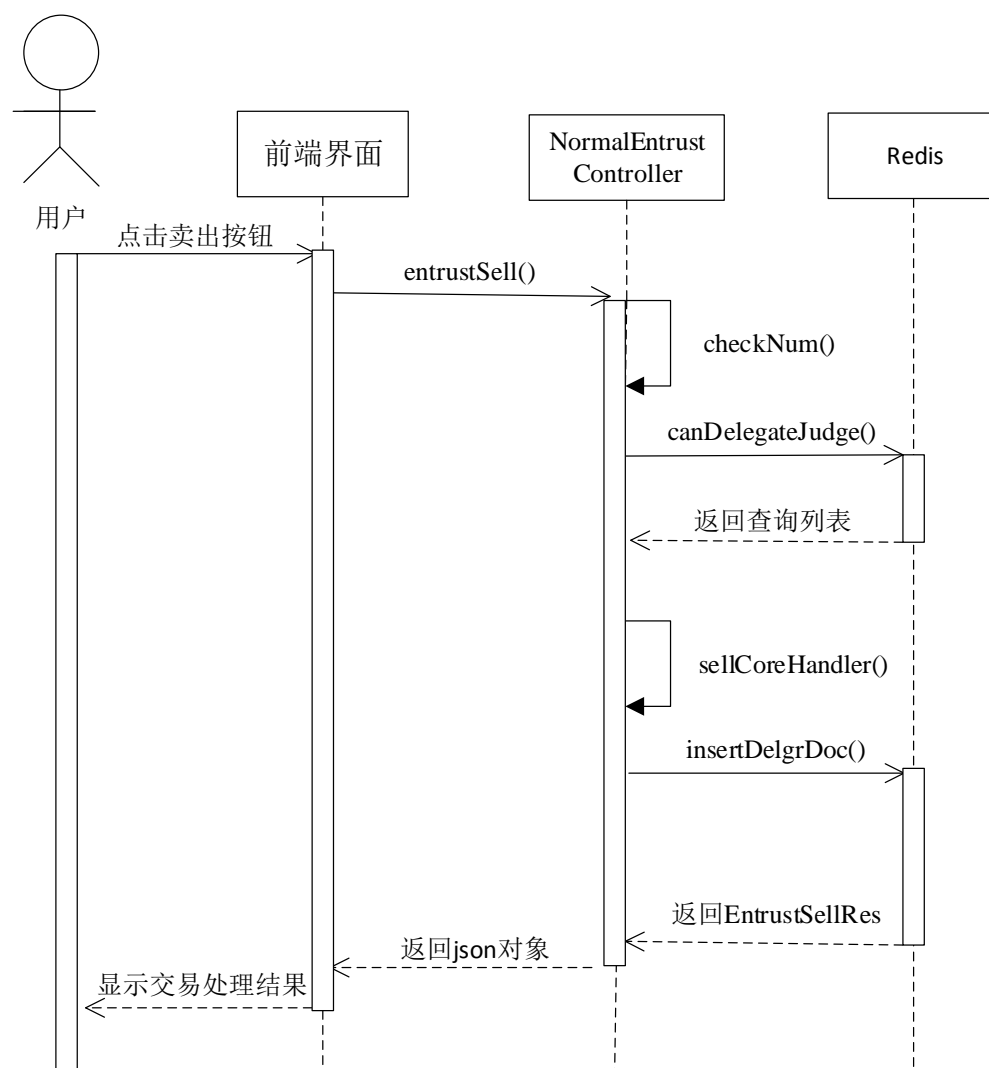 前端界面
NormalEntrust
Controller
Redis
用户
点击卖出按钮
entrustSell()
checkNum()
canDelegateJudge()
返回查询列表
sellCoreHandler()
insertDelgrDoc()
返回EntrustSellRes
返回json对象
显示交易处理结果